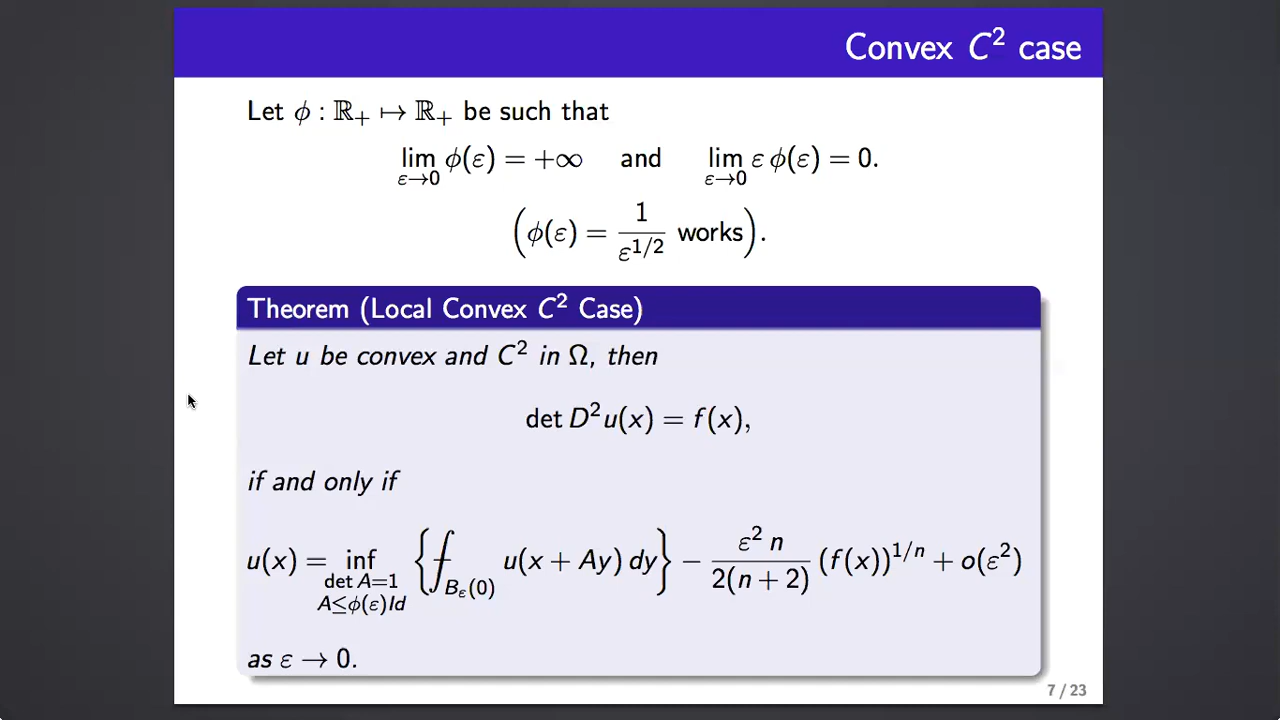 Convex C² case
Let ϕ : ℝ₊ ↦ ℝ₊ be such that
lim_{ε→0} ϕ(ε) = +∞ and lim_{ε→0} ε ϕ(ε) = 0.
(ϕ(ε) = 1/ε^{1/2} works).
Theorem (Local Convex C² Case)
Let u be convex and C² in Ω, then
det D²u(x) = f(x),
if and only if
u(x) = inf_{det A=1, A≤ϕ(ε)Id} {⨍_{B_ε(0)} u(x + Ay) dy} − ε² n / 2(n + 2) (f(x))^{1/n} + o(ε²)
as ε → 0.
7 / 23